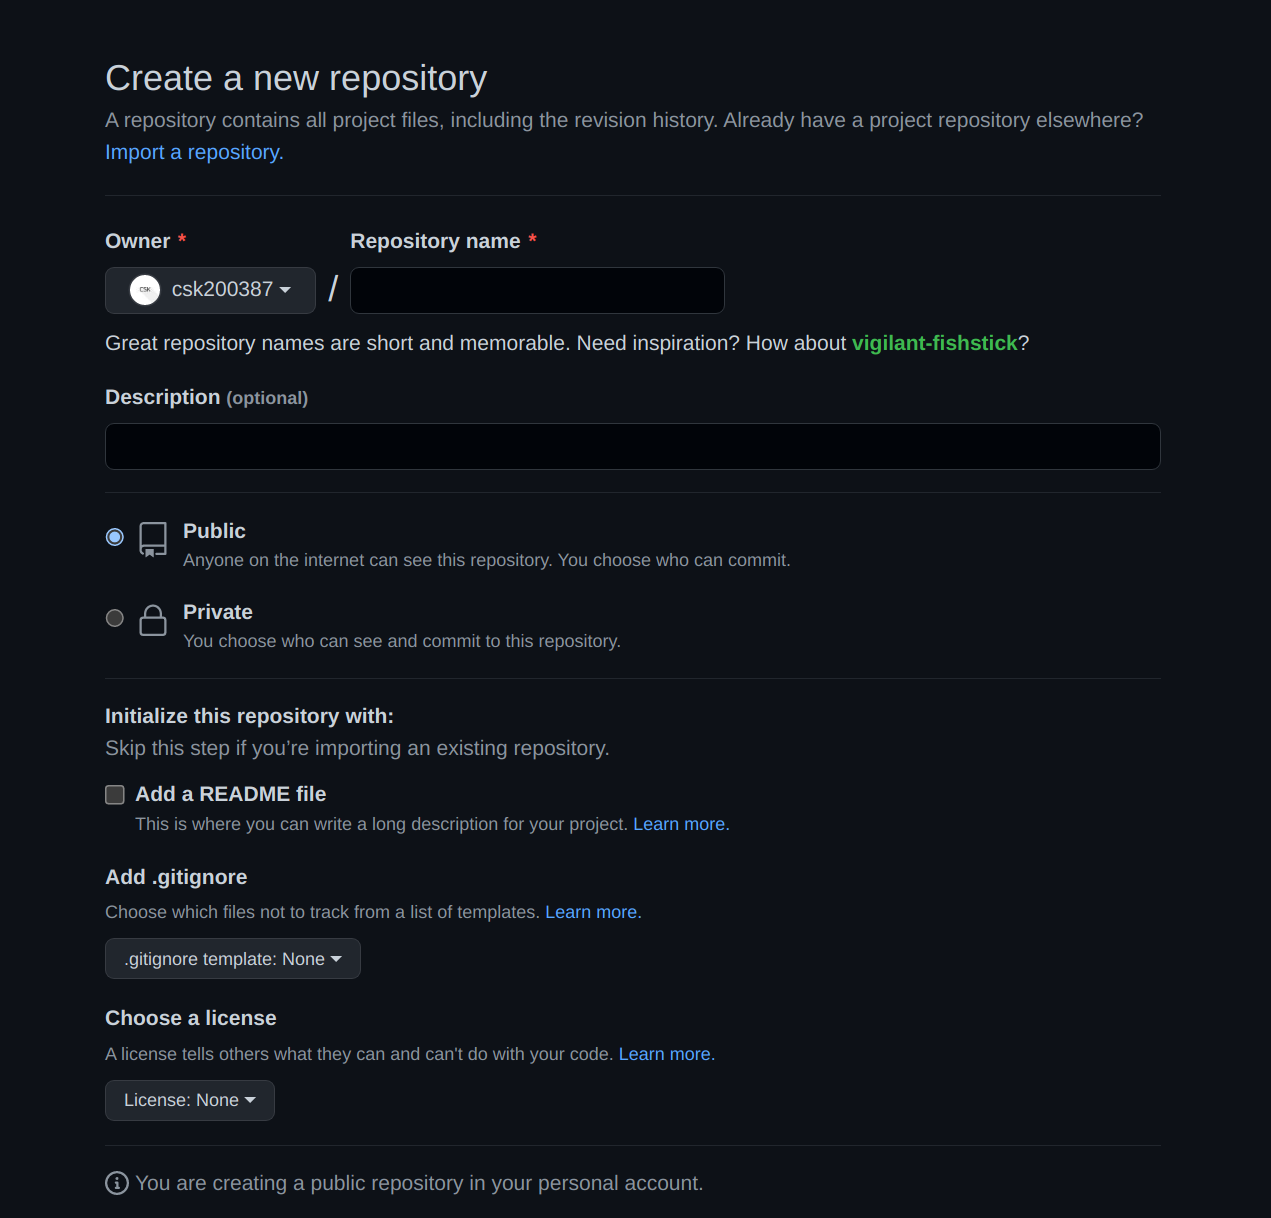 Create a new repository
A repository contains all project files, including the revision history. Already have a project repository elsewhere?
Import a repository.
Owner * Repository name *
CSK csk200387 /
Great repository names are short and memorable. Need inspiration? How about vigilant-fishstick?
Description (optional)
Public
Anyone on the internet can see this repository. You choose who can commit.
Private
You choose who can see and commit to this repository.
Initialize this repository with:
Skip this step if you’re importing an existing repository.
Add a README file
This is where you can write a long description for your project. Learn more.
Add .gitignore
Choose which files not to track from a list of templates. Learn more.
.gitignore template: None
Choose a license
A license tells others what they can and can't do with your code. Learn more.
License: None
You are creating a public repository in your personal account.